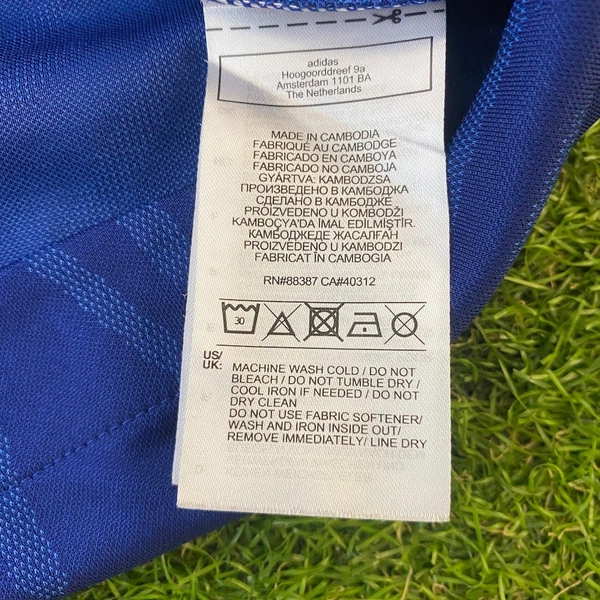 adidas
Hoogoorddreef 9a
Amsterdam 1101 BA
The Netherlands
MADE IN CAMBODIA
FABRIQUÉ AU CAMBODGE
FABRICADO EN CAMBOYA
FABRICADO NO CAMBOJA
GYÁRTVA: KAMBODZSA
ПРОИЗВЕДЕНО В КАМБОДЖА
СДЕЛАНО В КАМБОДЖЕ
PROIZVEDENO U KOMBODŽI
KAMBOÇYA'DA İMAL EDİLMİŞTİR.
КАМБОДЖЕДЕ ЖАСАЛҒАН
PROIZVEDENO U KAMBODŽI
FABRICAT ÎN CAMBOGIA
RN#88387 CA#40312
30
US/
UK:
MACHINE WASH COLD / DO NOT
BLEACH / DO NOT TUMBLE DRY /
COOL IRON IF NEEDED / DO NOT
DRY CLEAN
DO NOT USE FABRIC SOFTENER/
WASH AND IRON INSIDE OUT/
REMOVE IMMEDIATELY/ LINE DRY